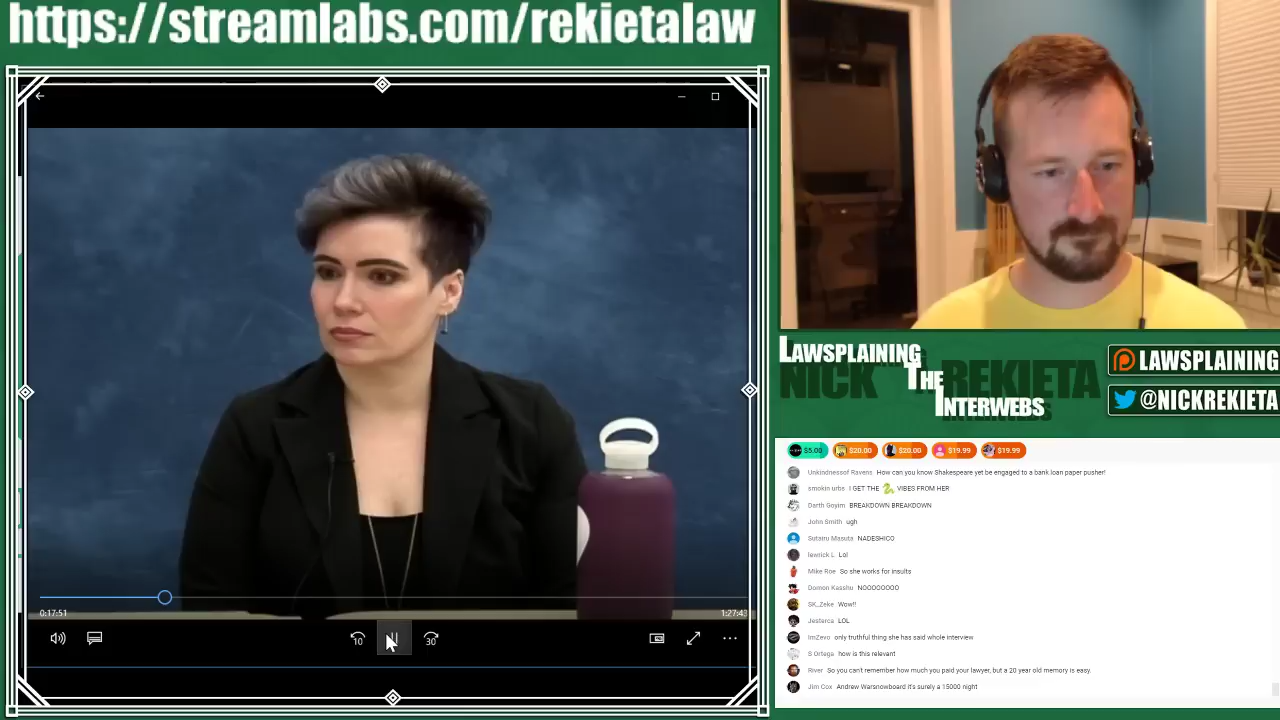 https://streamlabs.com/rekietalaw
0:17:51
1:27:43
10
30
LAWSPLAINING
THE
INTERWEBS
NICK REKIETA
LAWSPLAINING
@NICKREKIETA
$5.00 $20.00 $20.00 $19.99 $19.99
Unkindnessof Ravens How can you know Shakespeare yet be engaged to a bank loan paper pusher!
smokin urbs I GET THE 🐍 VIBES FROM HER
Darth Goyim BREAKDOWN BREAKDOWN
John Smith ugh
Sutairu Masuta NADESHICO
lewnick L Lol
Mike Roe So she works for insults
Domon Kasshu NOOOOOOOO
SK_Zeke Wow!!
Jesterca LOL
ImZevo only truthful thing she has said whole interview
S Ortega how is this relevant
River So you can't remember how much you paid your lawyer, but a 20 year old memory is easy.
Jim Cox Andrew Warsnowboard it's surely a 15000 night